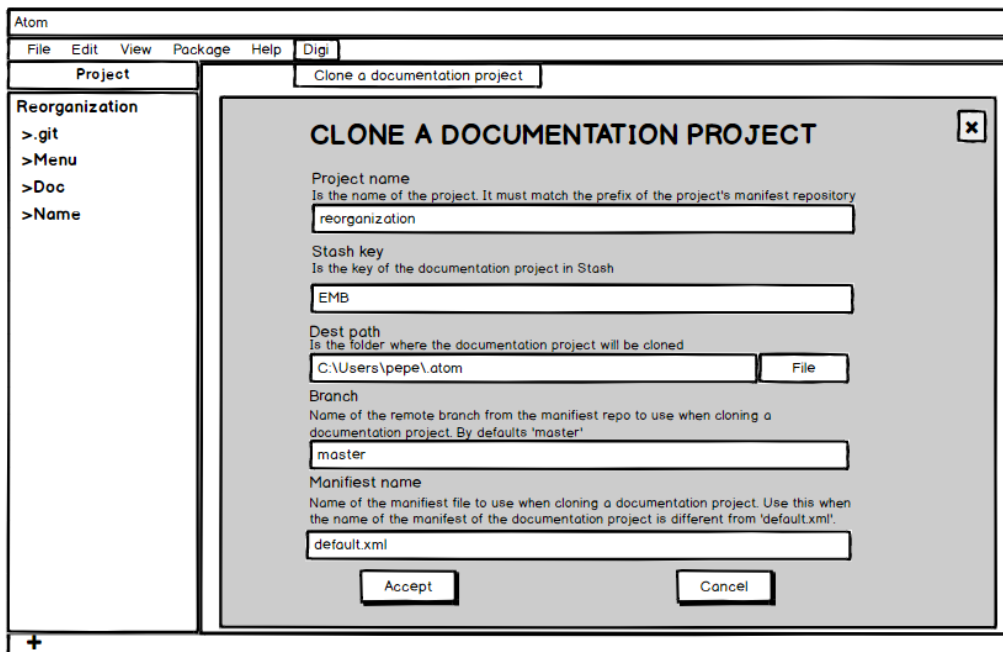 Atom
File Edit View Package Help Digi
Project
Clone a documentation project
Reorganization
>.git
>Menu
>Doc
>Name
CLONE A DOCUMENTATION PROJECT
x
Project name
Is the name of the project. It must match the prefix of the project's manifest repository
reorganization
Stash key
Is the key of the documentation project in Stash
EMB
Dest path
Is the folder where the documentation project will be cloned
C:\Users\pepe\.atom File
Branch
Name of the remote branch from the manifiest repo to use when cloning a
documentation project. By defaults 'master'
master
Manifiest name
Name of the manifiest file to use when cloning a documentation project. Use this when
the name of the manifest of the documentation project is different from 'default.xml'.
default.xml
Accept Cancel
+